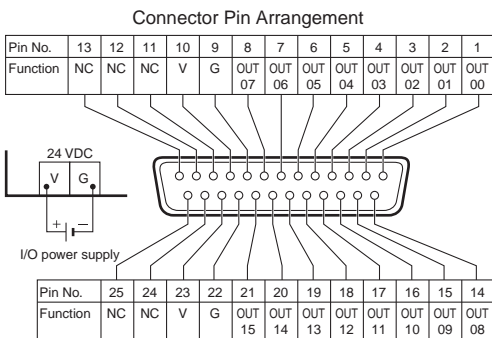 Connector Pin Arrangement
Pin No. 13 12 11 10 9 8 7 6 5 4 3 2 1
Function NC NC NC V G OUT 07 OUT 06 OUT 05 OUT 04 OUT 03 OUT 02 OUT 01 OUT 00
24 VDC
V G
+ −
I/O power supply
Pin No. 25 24 23 22 21 20 19 18 17 16 15 14
Function NC NC V G OUT 15 OUT 14 OUT 13 OUT 12 OUT 11 OUT 10 OUT 09 OUT 08